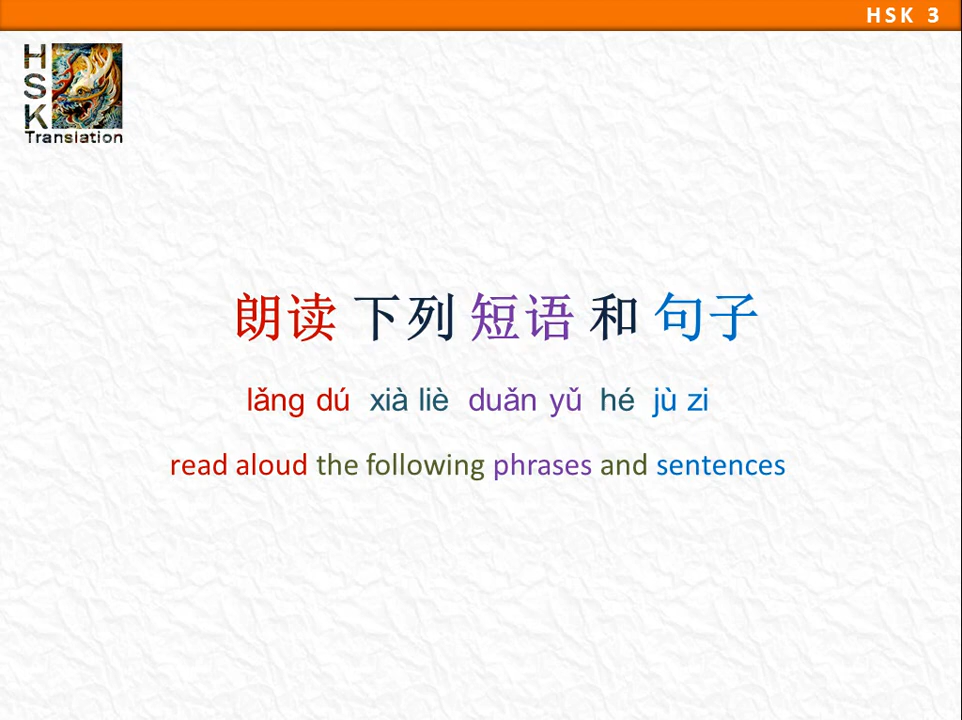 HSK 3
HSK
Translation
朗读 下列 短语 和 句子
lǎng dú xià liè duǎn yǔ hé jù zi
read aloud the following phrases and sentences